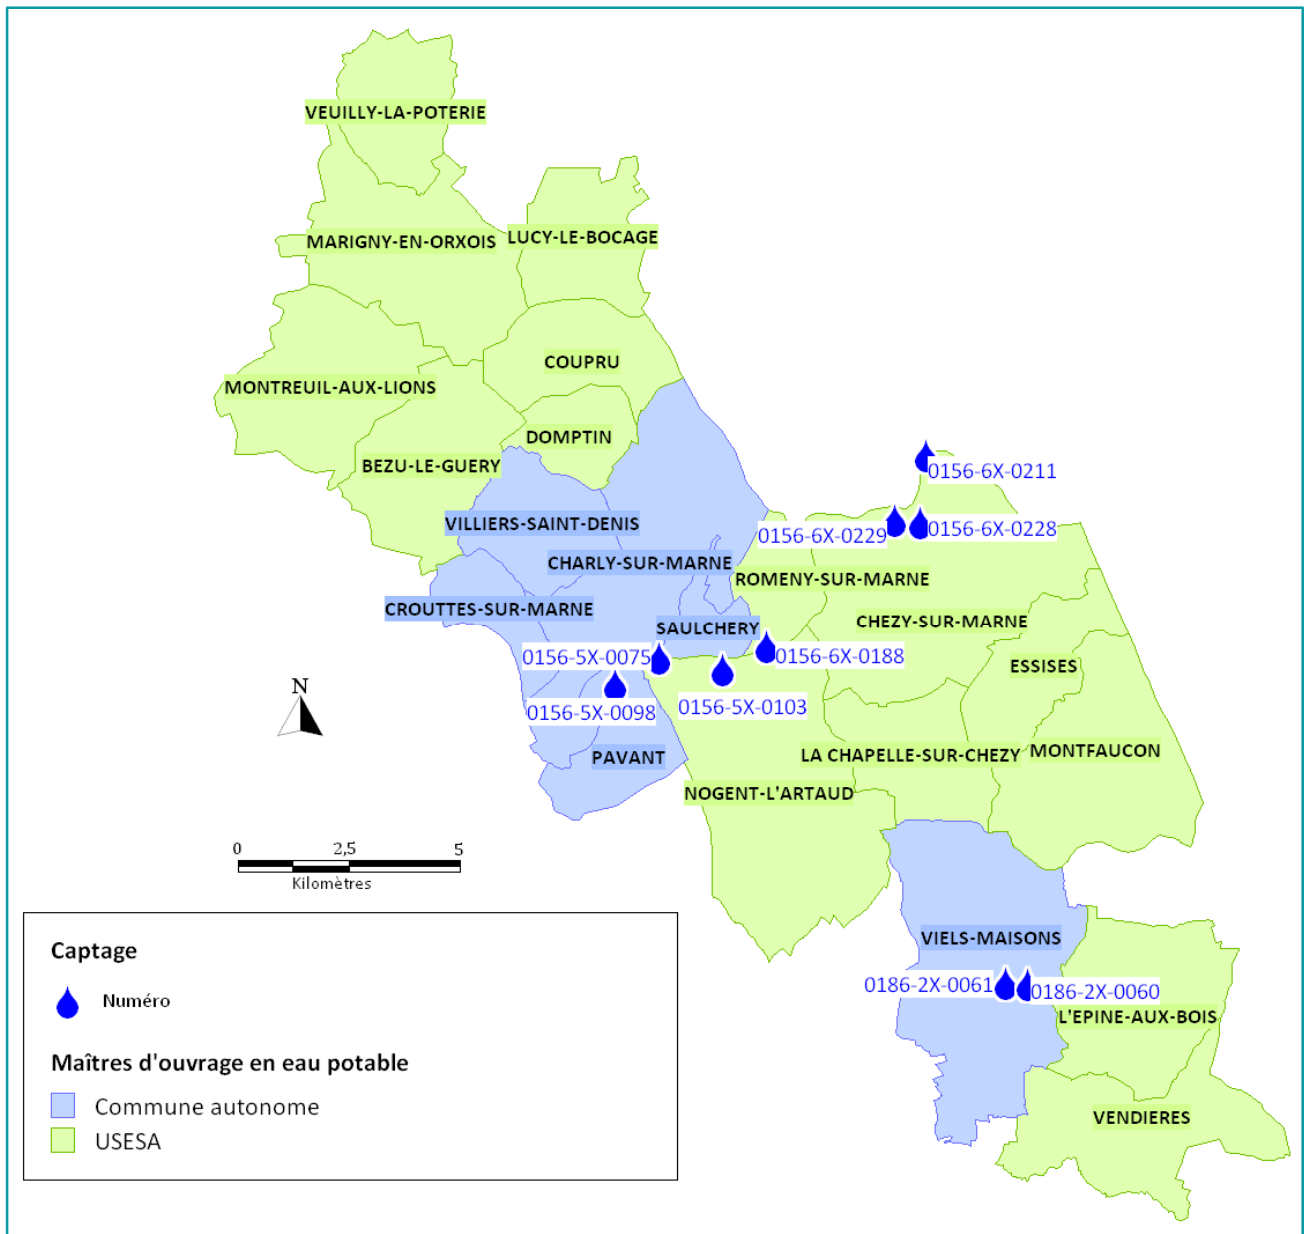 VEUILLY-LA-POTERIE
MARIGNY-EN-ORXOIS
LUCY-LE-BOCAGE
COUPRU
MONTREUIL-AUX-LIONS
DOMPTIN
BEZU-LE-GUERY
0156-6X-0211
VILLIERS-SAINT-DENIS
0156-6X-0229
0156-6X-0228
CHARLY-SUR-MARNE
ROMENY-SUR-MARNE
CROUTTES-SUR-MARNE
CHEZY-SUR-MARNE
SAULCHERY
0156-5X-0075
0156-6X-0188
ESSISES
0156-5X-0098
0156-5X-0103
N
PAVANT
LA CHAPELLE-SUR-CHEZY
MONTFAUCON
NOGENT-L'ARTAUD
0 2,5 5
Kilomètres
VIELS-MAISONS
0186-2X-0061
0186-2X-0060
L'EPINE-AUX-BOIS
VENDIERES
Captage
Numéro
Maîtres d'ouvrage en eau potable
Commune autonome
USESA